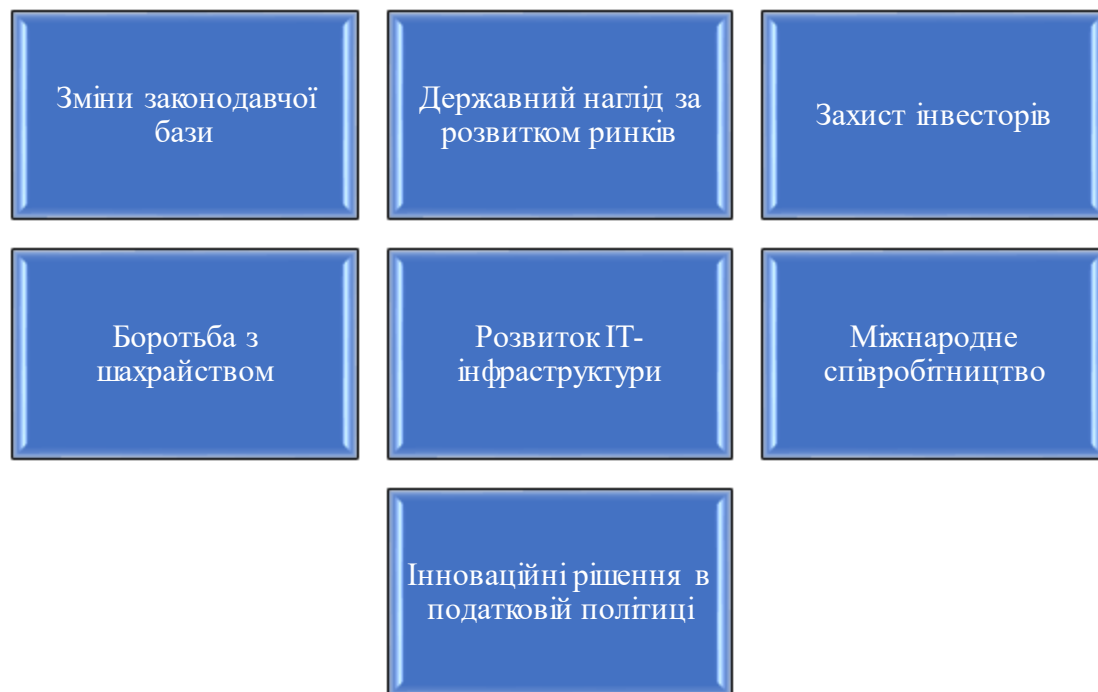 Зміни законодавчої
бази
Державний наглід за
розвитком ринків
Захист інвесторів
Боротьба з
шахрайством
Розвиток ІТ-
інфраструктури
Міжнародне
співробітництво
Інноваційні рішення в
податковій політиці